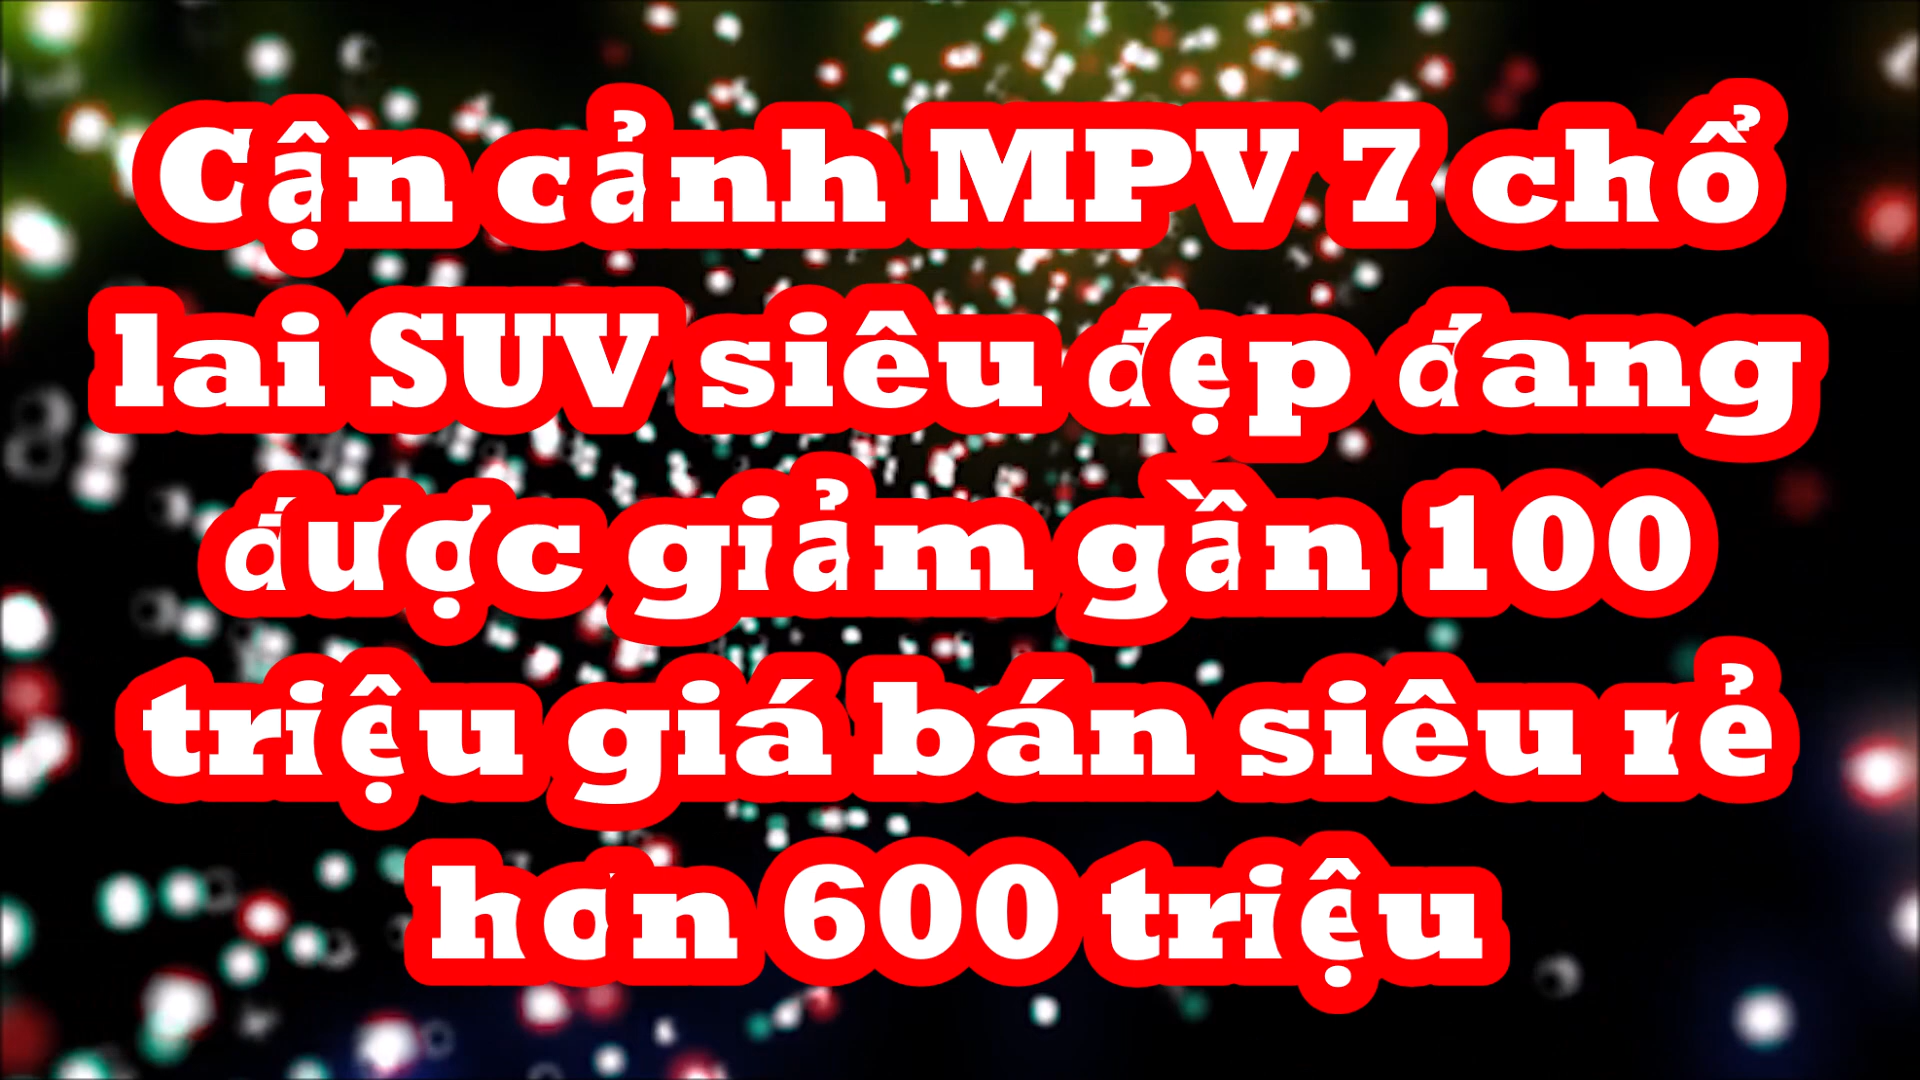 Cận cảnh MPV 7 chổ
lai SUV siêu đẹp đang
được giảm gần 100
triệu giá bán siêu rẻ
hơn 600 triệu